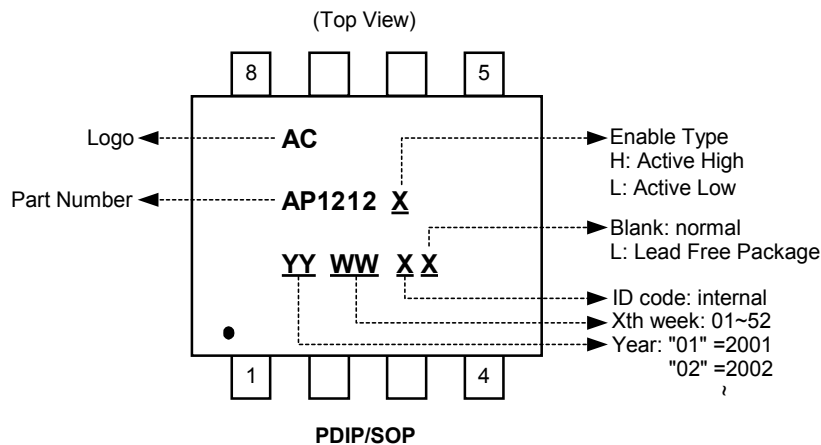 (Top View)
8 5
Logo AC Enable Type
H: Active High
L: Active Low
Part Number AP1212 X
Blank: normal
L: Lead Free Package
YY WW X X
ID code: internal
Xth week: 01~52
Year: "01" =2001
"02" =2002
~
1 4
PDIP/SOP